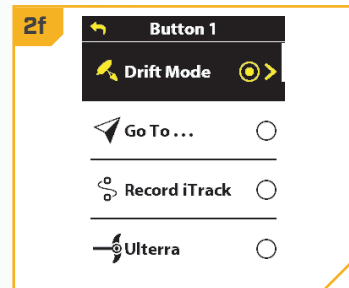 2f
Button 1
Drift Mode
Go To ...
Record iTrack
Ulterra